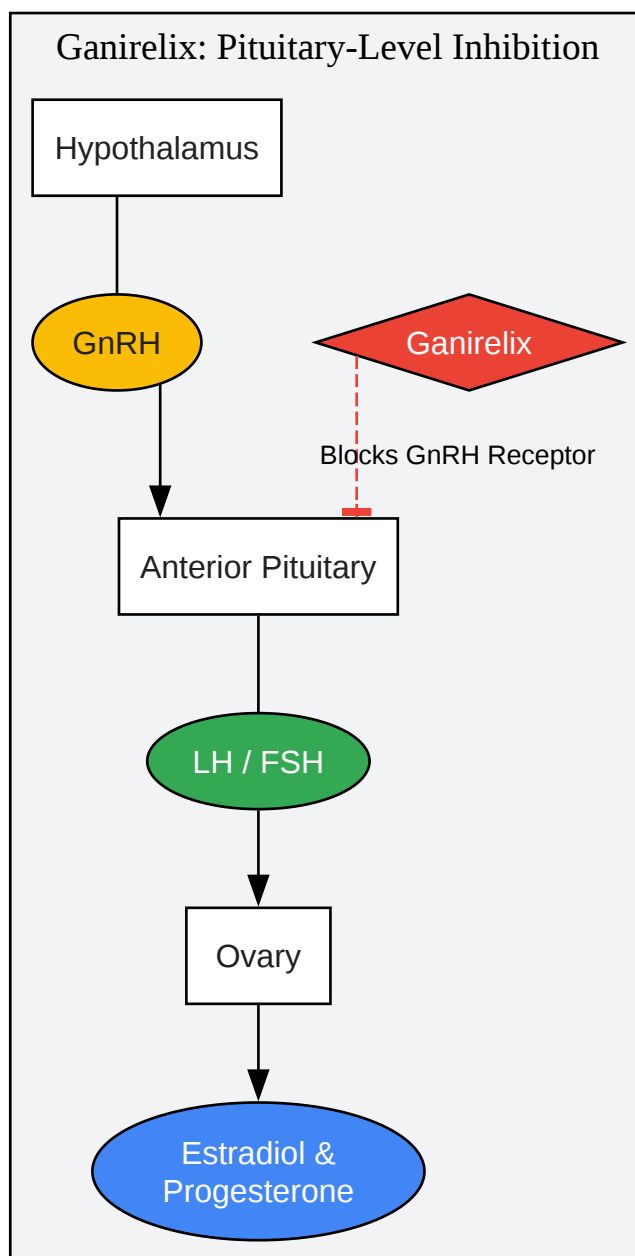 Ganirelix: Pituitary-Level Inhibition
Hypothalamus
GnRH
Ganirelix
Blocks GnRH Receptor
Anterior Pituitary
LH / FSH
Ovary
Estradiol &
Progesterone